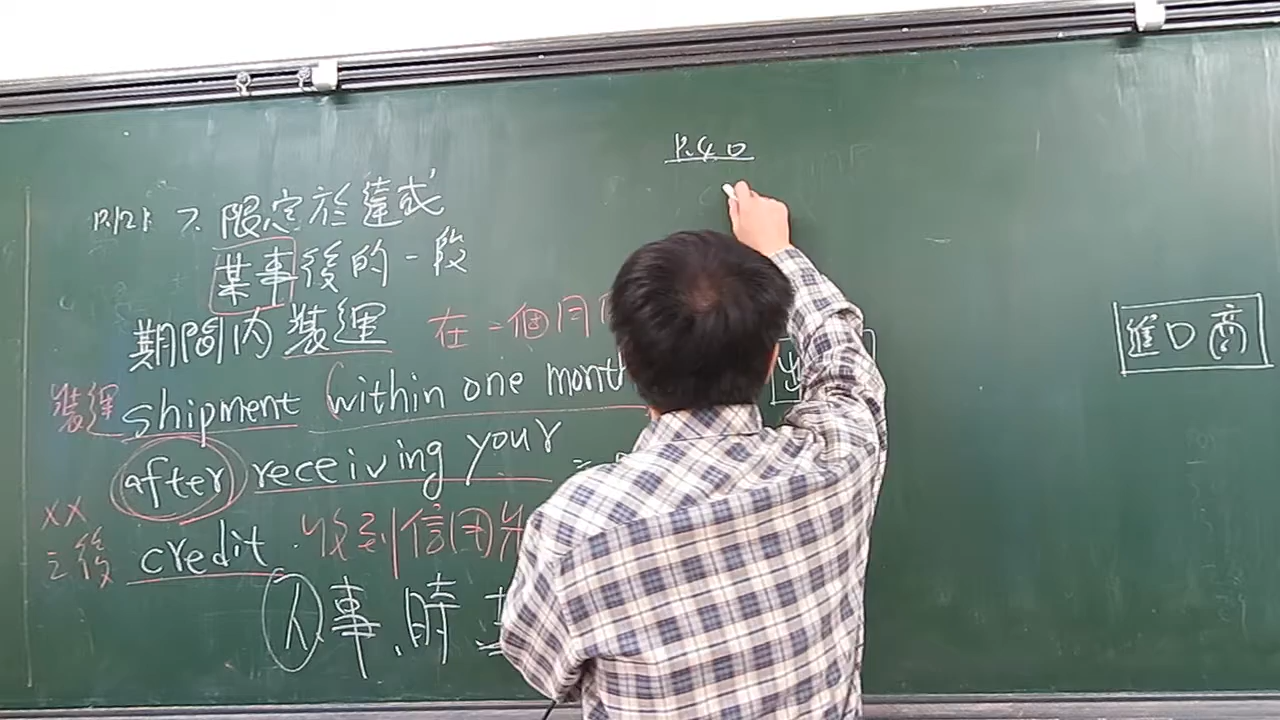 P.121. 7. 限定於達或
某事後的一段
期間內裝運 在一個月
裝運 shipment (within one month
after receiving your
XX
之後 credit. 收到信用
人事.時
P.40
進口商